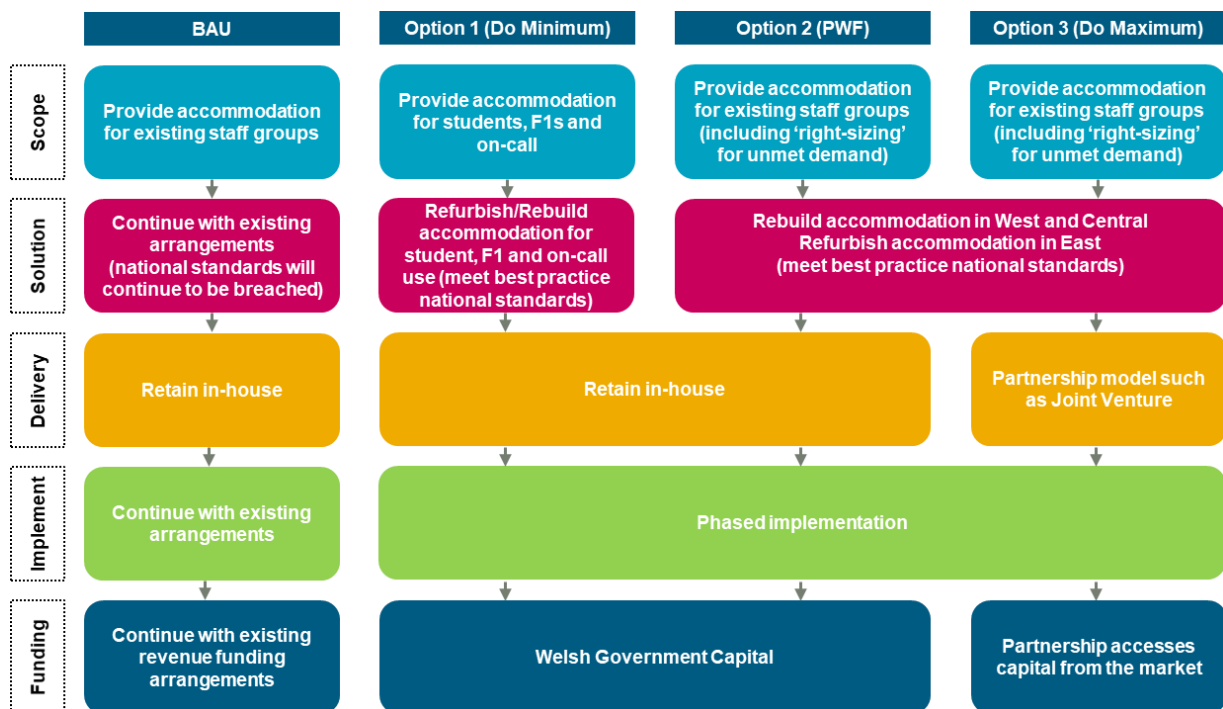 BAU
Option 1 (Do Minimum)
Option 2 (PWF)
Option 3 (Do Maximum)
Scope
Provide accommodation
for existing staff groups
Provide accommodation
for students, F1s and
on-call
Provide accommodation
for existing staff groups
(including ‘right-sizing’
for unmet demand)
Provide accommodation
for existing staff groups
(including ‘right-sizing’
for unmet demand)
Solution
Continue with existing
arrangements
(national standards will
continue to be breached)
Refurbish/Rebuild
accommodation for
student, F1 and on-call
use (meet best practice
national standards)
Rebuild accommodation in West and Central
Refurbish accommodation in East
(meet best practice national standards)
Delivery
Retain in-house
Retain in-house
Partnership model such
as Joint Venture
Implement
Continue with existing
arrangements
Phased implementation
Funding
Continue with existing
revenue funding
arrangements
Welsh Government Capital
Partnership accesses
capital from the market